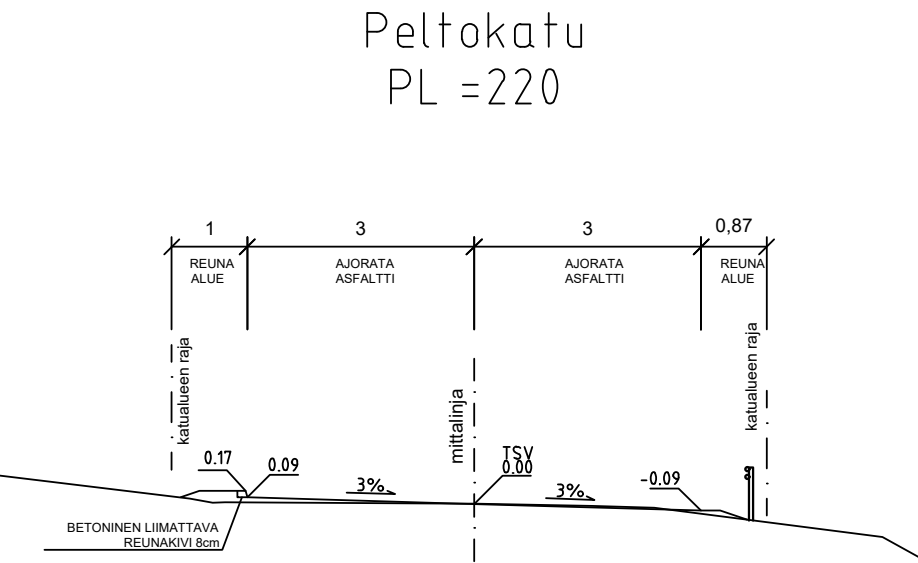 Peltokatu
PL =220
1
3
3
0,87
REUNA
ALUE
AJORATA
ASFALTTI
AJORATA
ASFALTTI
REUNA
ALUE
katualueen raja
mittalinja
katualueen raja
0.17
0.09
3%
TSV
0.00
3%
-0.09
BETONINEN LIIMATTAVA
REUNAKIVI 8cm